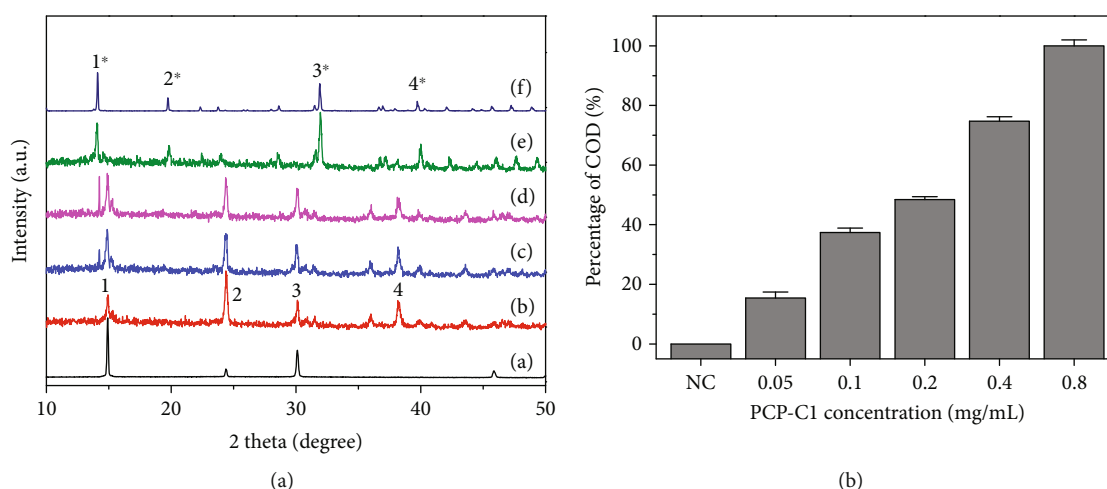 1*
2*
3*
4*
(f)
(e)
(d)
(c)
1
2
3
4
(b)
(a)
10 20 30 40 50
2 theta (degree)
Intensity (a.u.)
(a)
100
80
60
40
20
0
Percentage of COD (%)
NC 0.05 0.1 0.2 0.4 0.8
PCP-C1 concentration (mg/mL)
(b)